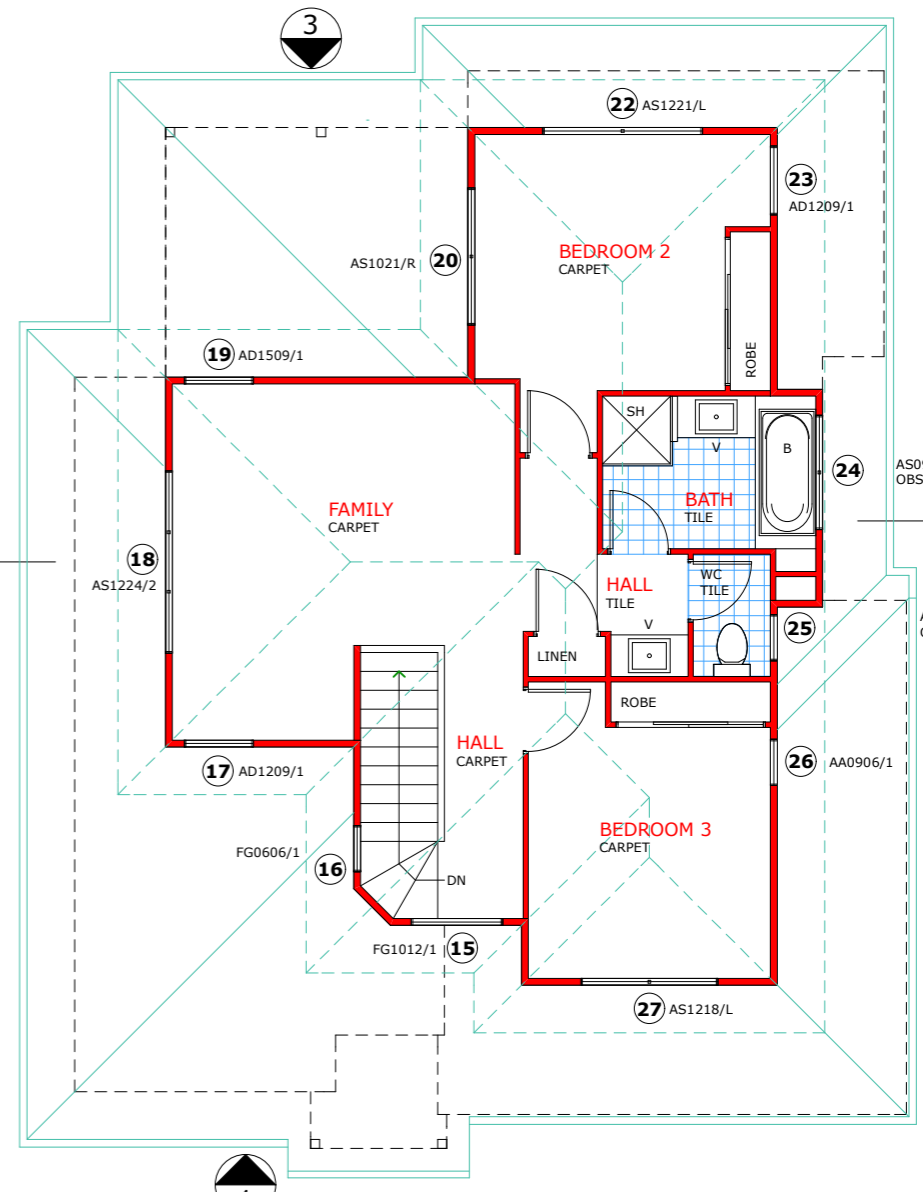 3
22 AS1221/L
23
AD1209/1
BEDROOM 2
CARPET
AS1021/R 20
ROBE
19 AD1509/1
SH
V
B
24
OBS
FAMILY
CARPET
BATH
TILE
18
AS1224/2
HALL
TILE
WC
TILE
V
25
LINEN
ROBE
HALL
CARPET
17 AD1209/1
26 AA0906/1
BEDROOM 3
CARPET
FG0606/1
16
DN
FG1012/1 15
27 AS1218/L